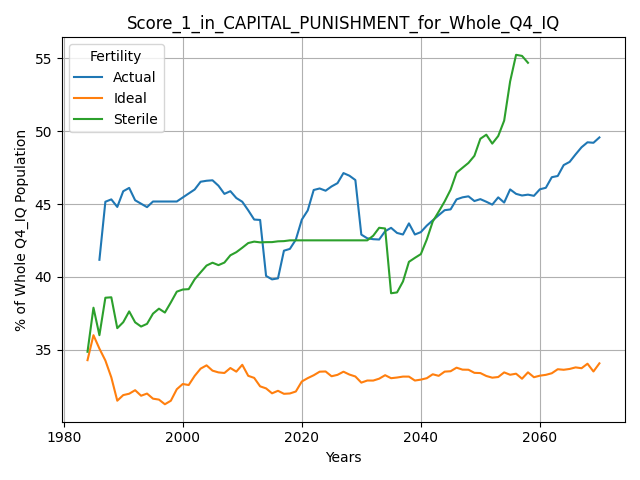 Score_1_in_CAPITAL_PUNISHMENT_for_Whole_Q4_IQ
Fertility
Actual
Ideal
Sterile
% of Whole Q4_IQ Population
55
50
45
40
35
1980
2000
2020
2040
2060
Years